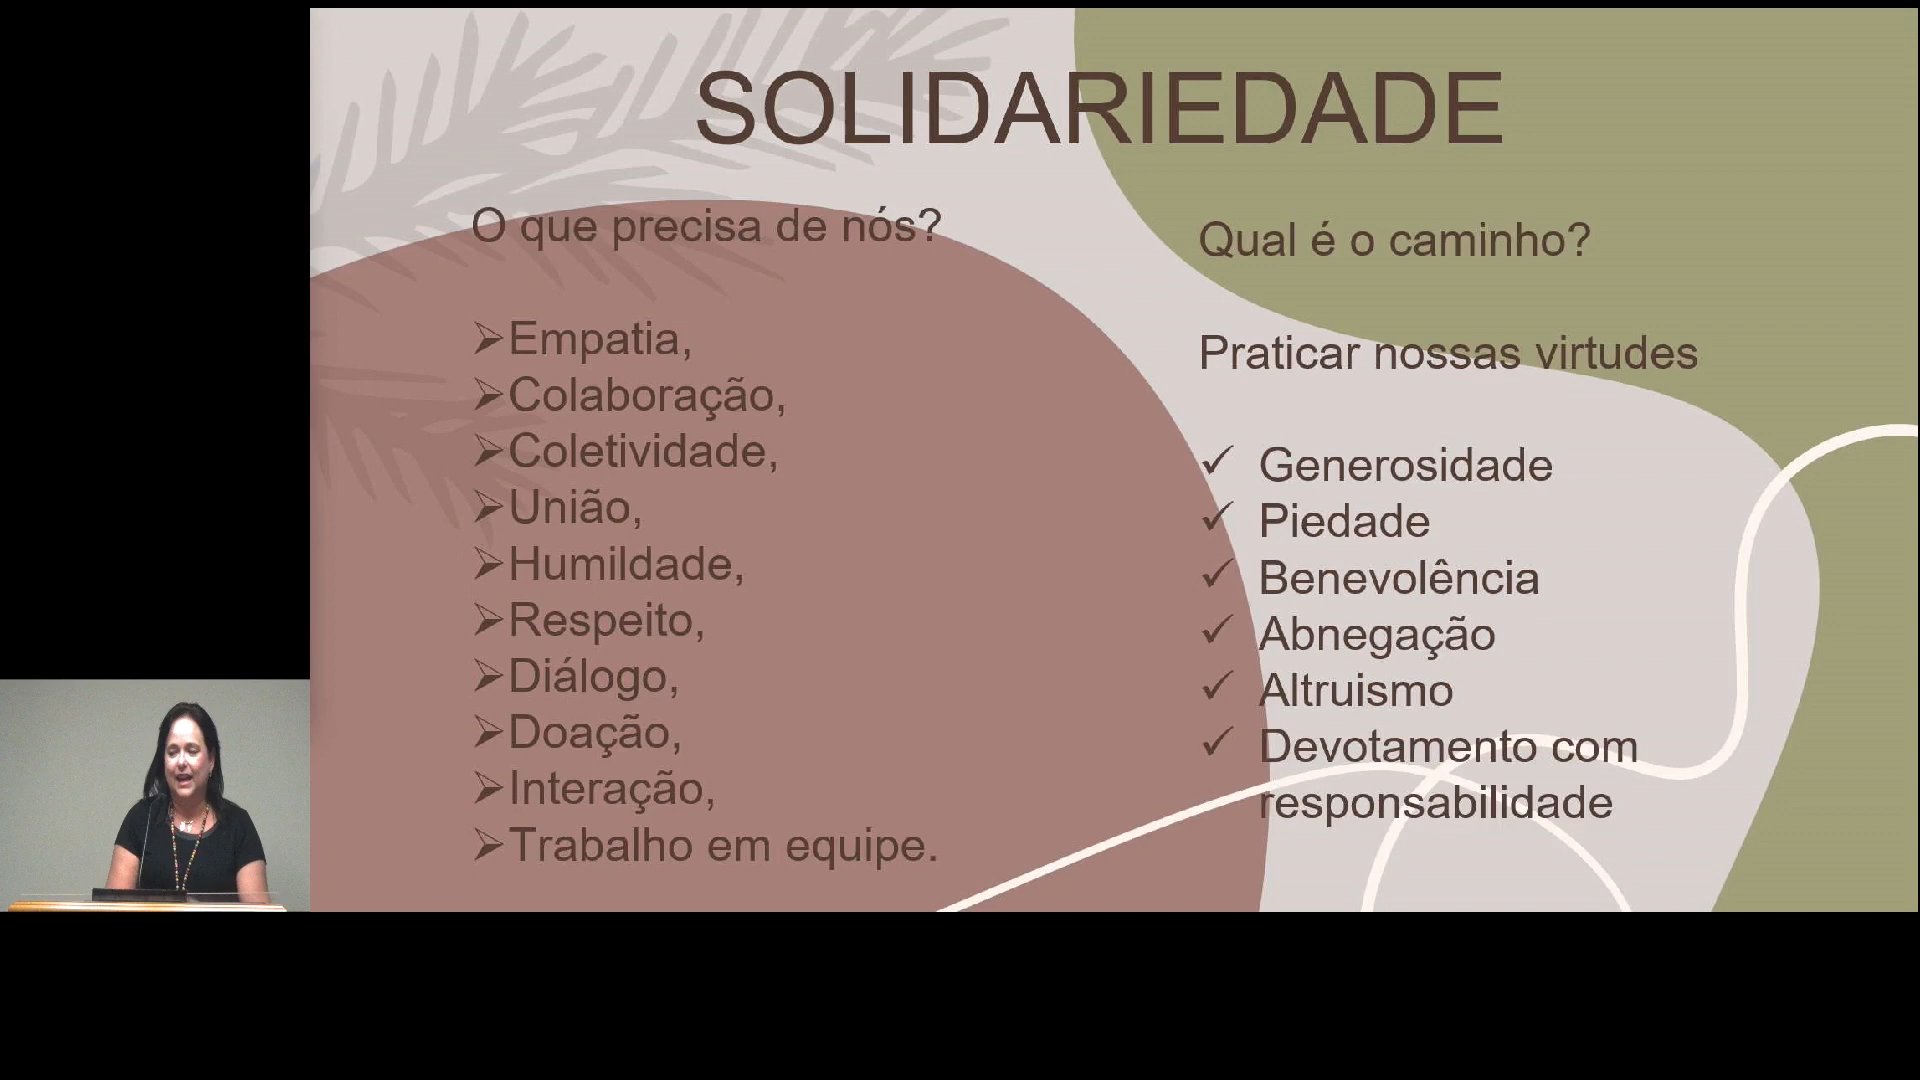 SOLIDARIEDADE
O que precisa de nós?
Empatia,
Colaboração,
Coletividade,
União,
Humildade,
Respeito,
Diálogo,
Doação,
Interação,
Trabalho em equipe.
Qual é o caminho?
Praticar nossas virtudes
Generosidade
Piedade
Benevolência
Abnegação
Altruismo
Devotamento com
responsabilidade